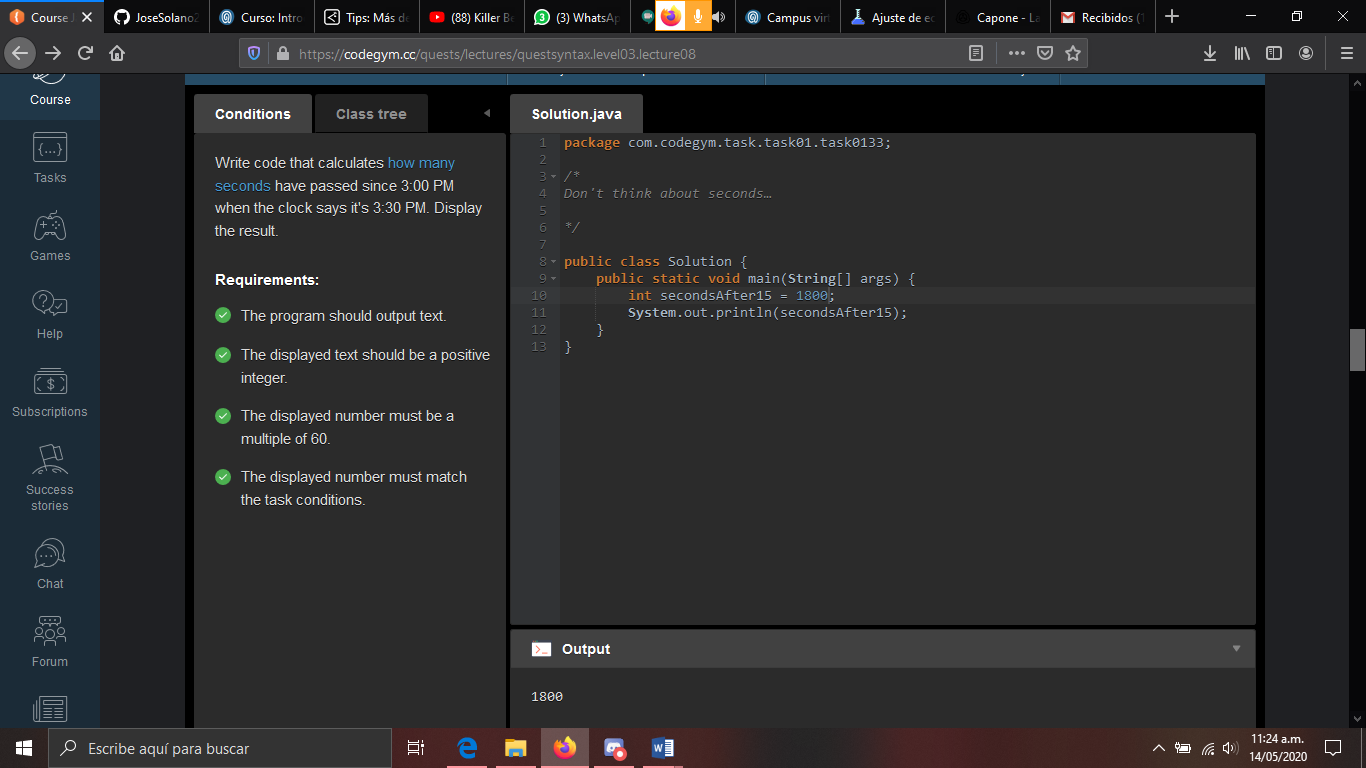 Course J
JoseSolano2
Curso: Intro
Tips: Más de
(88) Killer Be
(3) WhatsAp
Campus virt
Ajuste de ec
Capone - La
Recibidos (1
https://codegym.cc/quests/lectures/questsyntax.level03.lecture08
Course
{...}
Tasks
Games
Help
$
Subscriptions
Success
stories
Chat
Forum
Conditions
Class tree
Write code that calculates how many
seconds have passed since 3:00 PM
when the clock says it's 3:30 PM. Display
the result.
Requirements:
The program should output text.
The displayed text should be a positive
integer.
The displayed number must be a
multiple of 60.
The displayed number must match
the task conditions.
Solution.java
1 package com.codegym.task.task01.task0133;
2
3 /*
4 Don't think about seconds…
5
6 */
7
8 public class Solution {
9 public static void main(String[] args) {
10 int secondsAfter15 = 1800;
11 System.out.println(secondsAfter15);
12 }
13 }
Output
1800
Escribe aquí para buscar
11:24 a.m.
14/05/2020